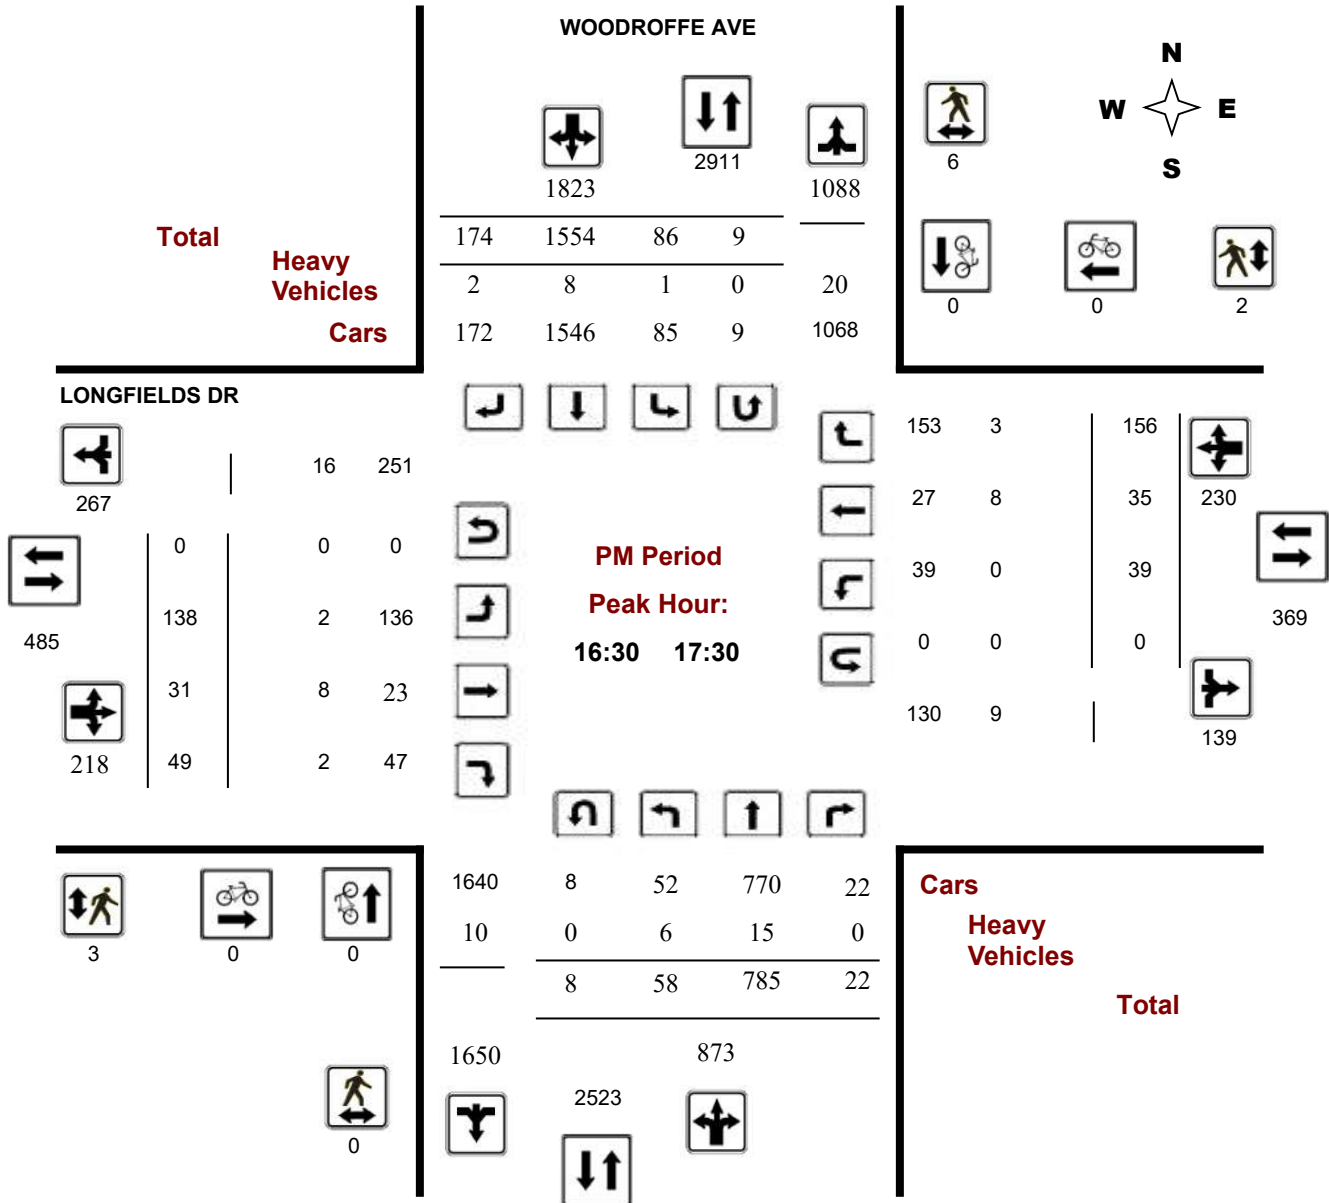 WOODROFFE AVE
N
W E
S
2911
6
1823 1088
Total 174 1554 86 9
Heavy
Vehicles 2 8 1 0 20
Cars 172 1546 85 9 1068
0 0 2
LONGFIELDS DR
153 3 156
16 251
267
27 8 35 230
0 0 0
PM Period
39 0 39
Peak Hour:
138 2 136
369
485
16:30 17:30
0 0 0
31 8 23
130 9
139
218 49 2 47
1640 8 52 770 22
Cars
10 0 6 15 0
Heavy
Vehicles
3 0 0
8 58 785 22
Total
1650 873
2523
0